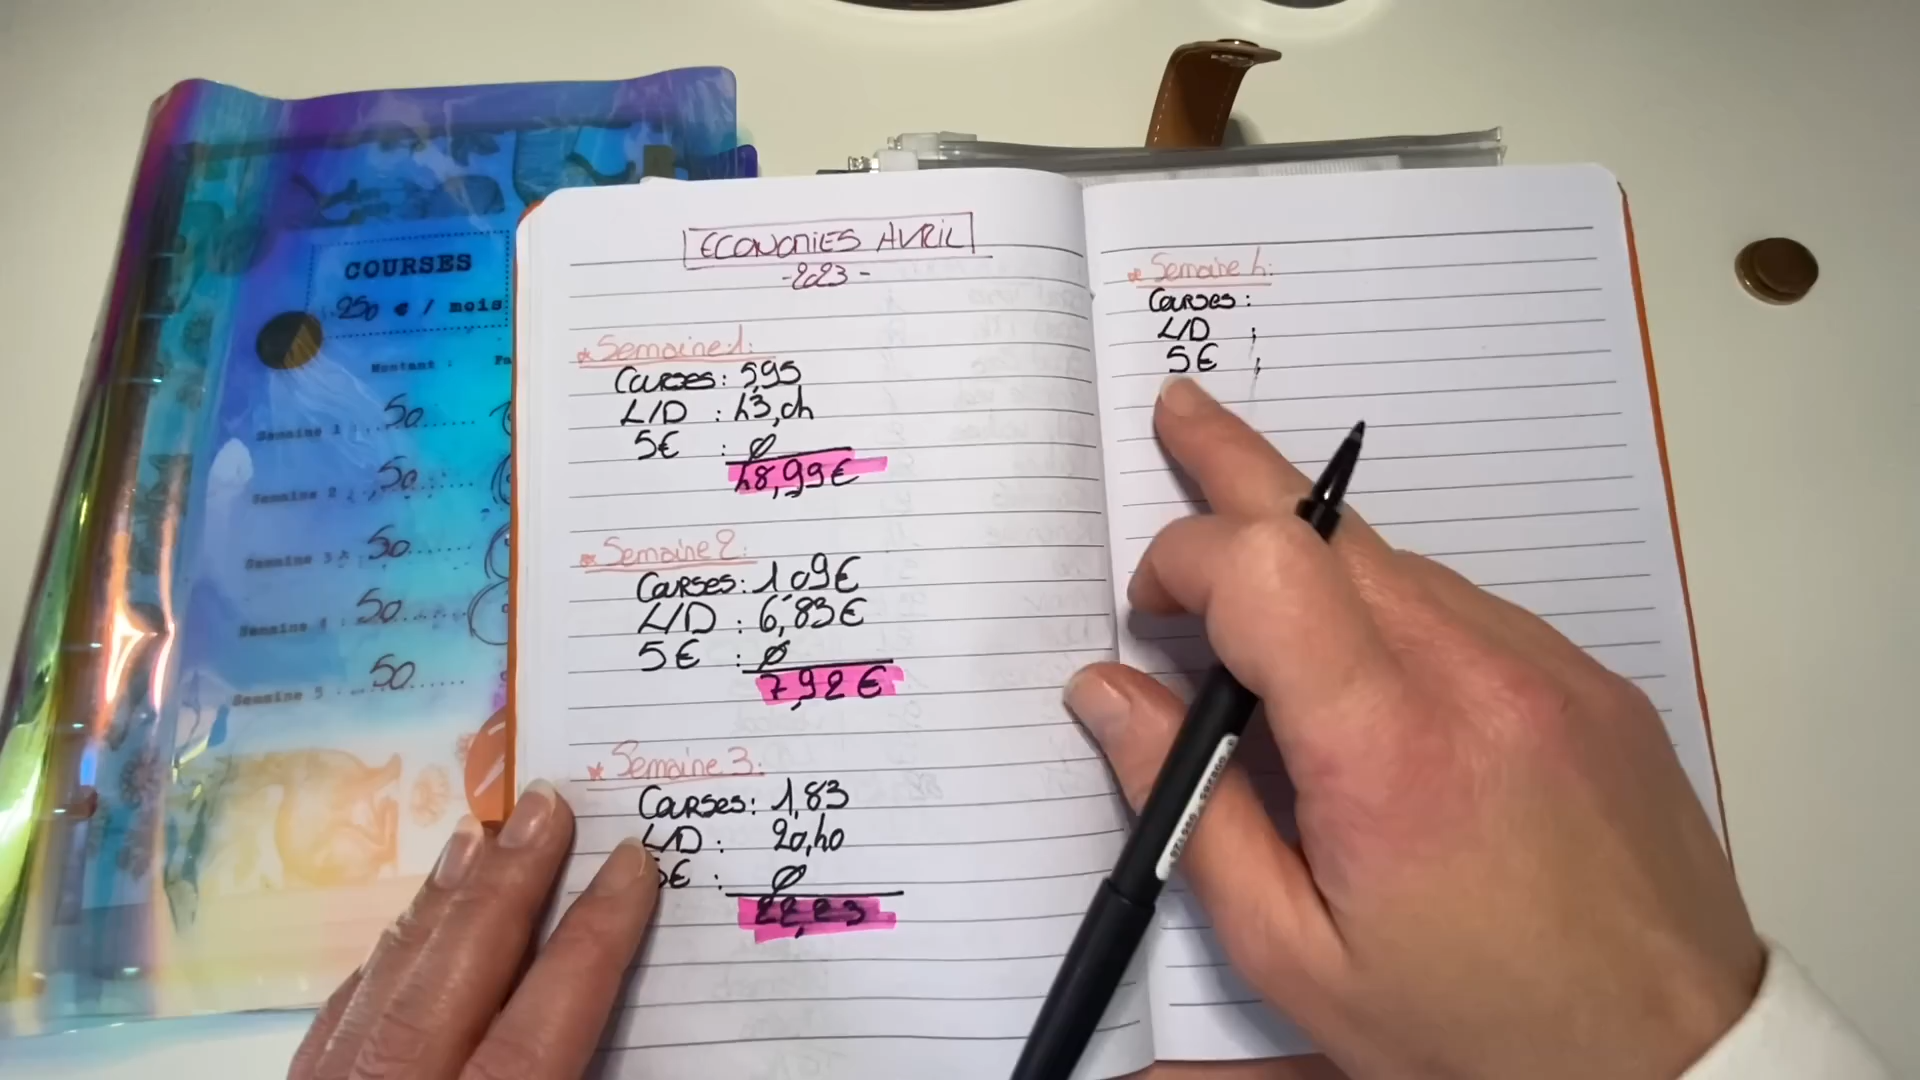 COURSES
250 € / mois
Montant :
Semaine 1 : 50
Semaine 2 : 50
Semaine 3 : 50
Semaine 4 : 50
Semaine 5 : 50
ECONOMIES AVRIL
-2023-
* Semaine 1:
Courses: 5,95
L/D : 43,04
5€ : ø
48,99€
* Semaine 2:
Courses: 1,09€
L/D : 6,83€
5€ : ø
7,92€
* Semaine 3:
Courses: 1,83
L/D : 20,40
5€ : ø
22,23
* Semaine 4:
Courses :
L/D :
5€ :